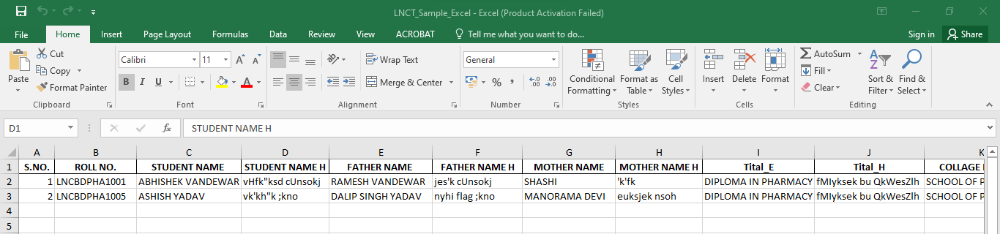 LNCT_Sample_Excel - Excel (Product Activation Failed)
File Home Insert Page Layout Formulas Data Review View ACROBAT Tell me what you want to do... Sign in Share
Cut
Copy
Format Painter
Paste
Clipboard
Calibri 11
B I U
Font
Wrap Text
Merge & Center
Alignment
General
% , .0 .00 .00 .0
Number
Conditional Formatting
Format as Table
Cell Styles
Styles
Insert Delete Format
Cells
AutoSum
Fill
Clear
Sort & Filter
Find & Select
Editing
D1 fx STUDENT NAME H
A B C D E F G H I J K
1 S.NO. ROLL NO. STUDENT NAME STUDENT NAME H FATHER NAME FATHER NAME H MOTHER NAME MOTHER NAME H Tital_E Tital_H COLLAGE
2 1 LNCBDPHA1001 ABHISHEK VANDEWAR vHfk"ksd cUnsokj RAMESH VANDEWAR jes'k cUnsokj SHASHI 'k'fk DIPLOMA IN PHARMACY fMIyksek bu QkWesZlh SCHOOL OF P
3 2 LNCBDPHA1005 ASHISH YADAV vk'kh"k ;kno DALIP SINGH YADAV nyhi flag ;kno MANORAMA DEVI euksjek nsoh DIPLOMA IN PHARMACY fMIyksek bu QkWesZlh SCHOOL OF P
4
5